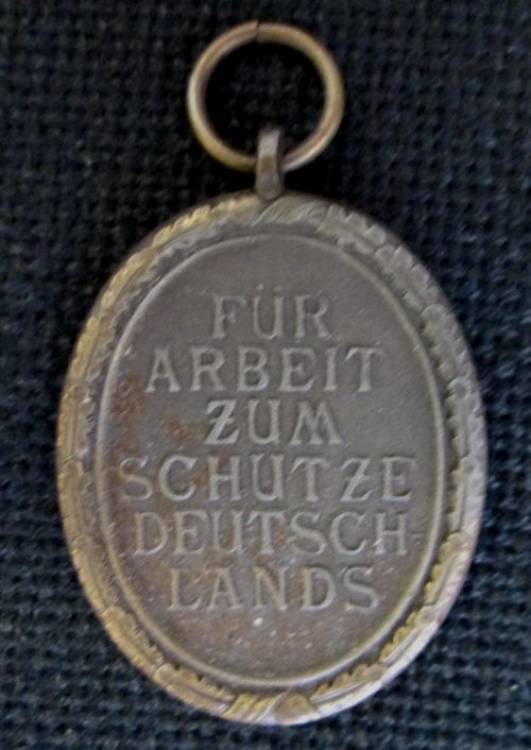 FÜR
ARBEIT
ZUM
SCHUTZE
DEUTSCH-
LANDS